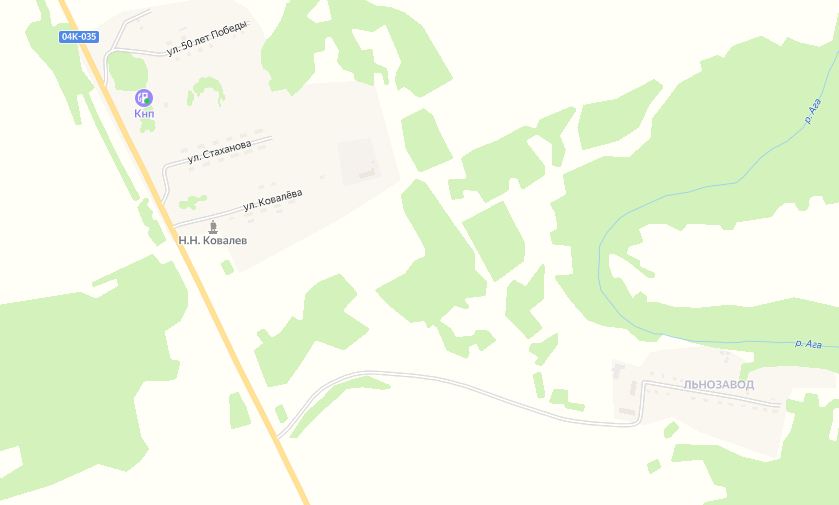 04К-035
ул. 50 лет Победы
Кнп
ул. Стаханова
ул. Ковалёва
Н.Н. Ковалев
р. Ага
р. Ага
ЛЬНОЗАВОД